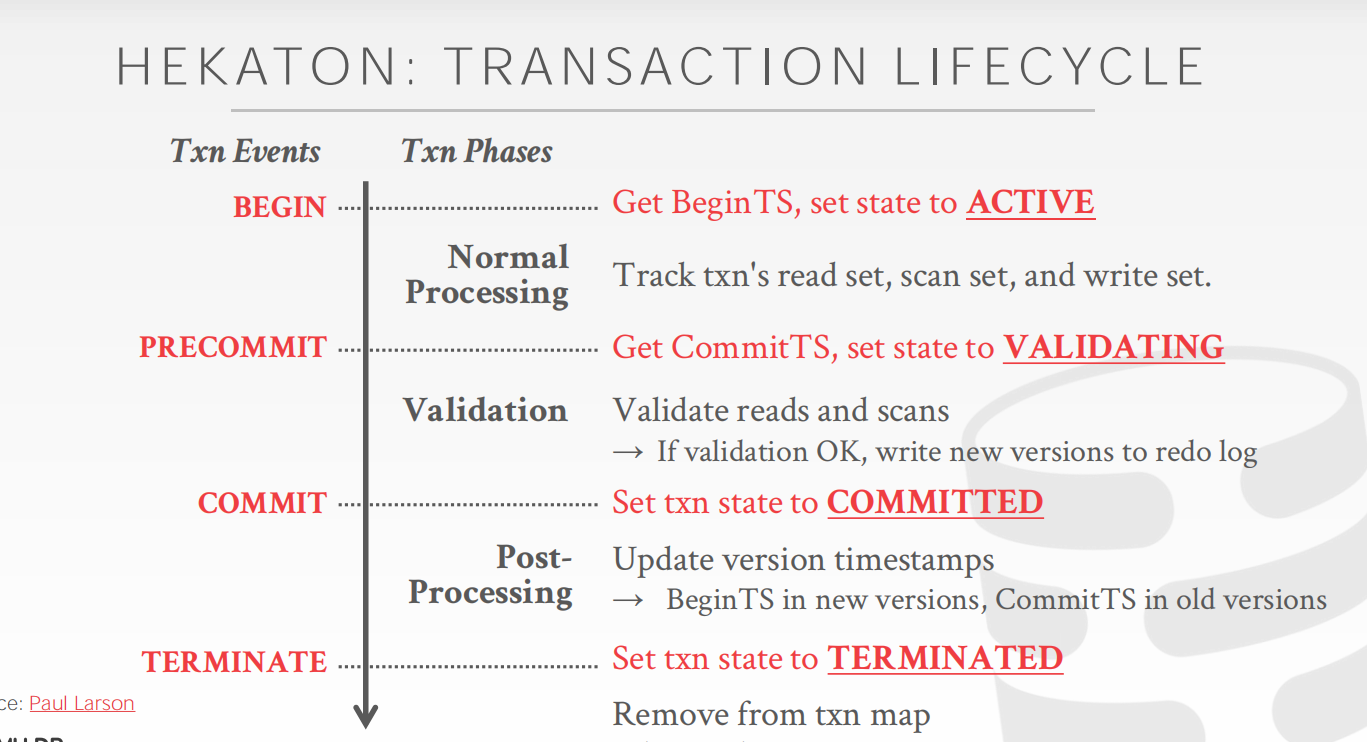 HEKATON: TRANSACTION LIFECYCLE
Txn Events Txn Phases
BEGIN Get BeginTS, set state to ACTIVE
Normal
Processing
Track txn's read set, scan set, and write set.
PRECOMMIT Get CommitTS, set state to VALIDATING
Validation Validate reads and scans
→ If validation OK, write new versions to redo log
COMMIT Set txn state to COMMITTED
Post-
Processing
Update version timestamps
→ BeginTS in new versions, CommitTS in old versions
TERMINATE Set txn state to TERMINATED
Paul Larson
Remove from txn map